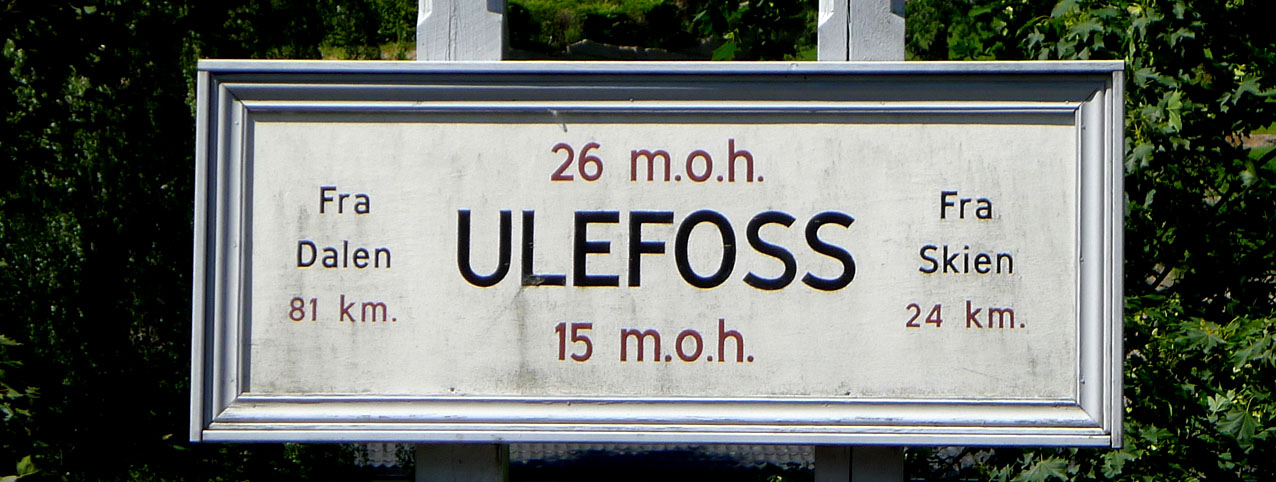 26 m.o.h.
Fra
Dalen
81 km.
ULEFOSS
Fra
Skien
24 km.
15 m.o.h.